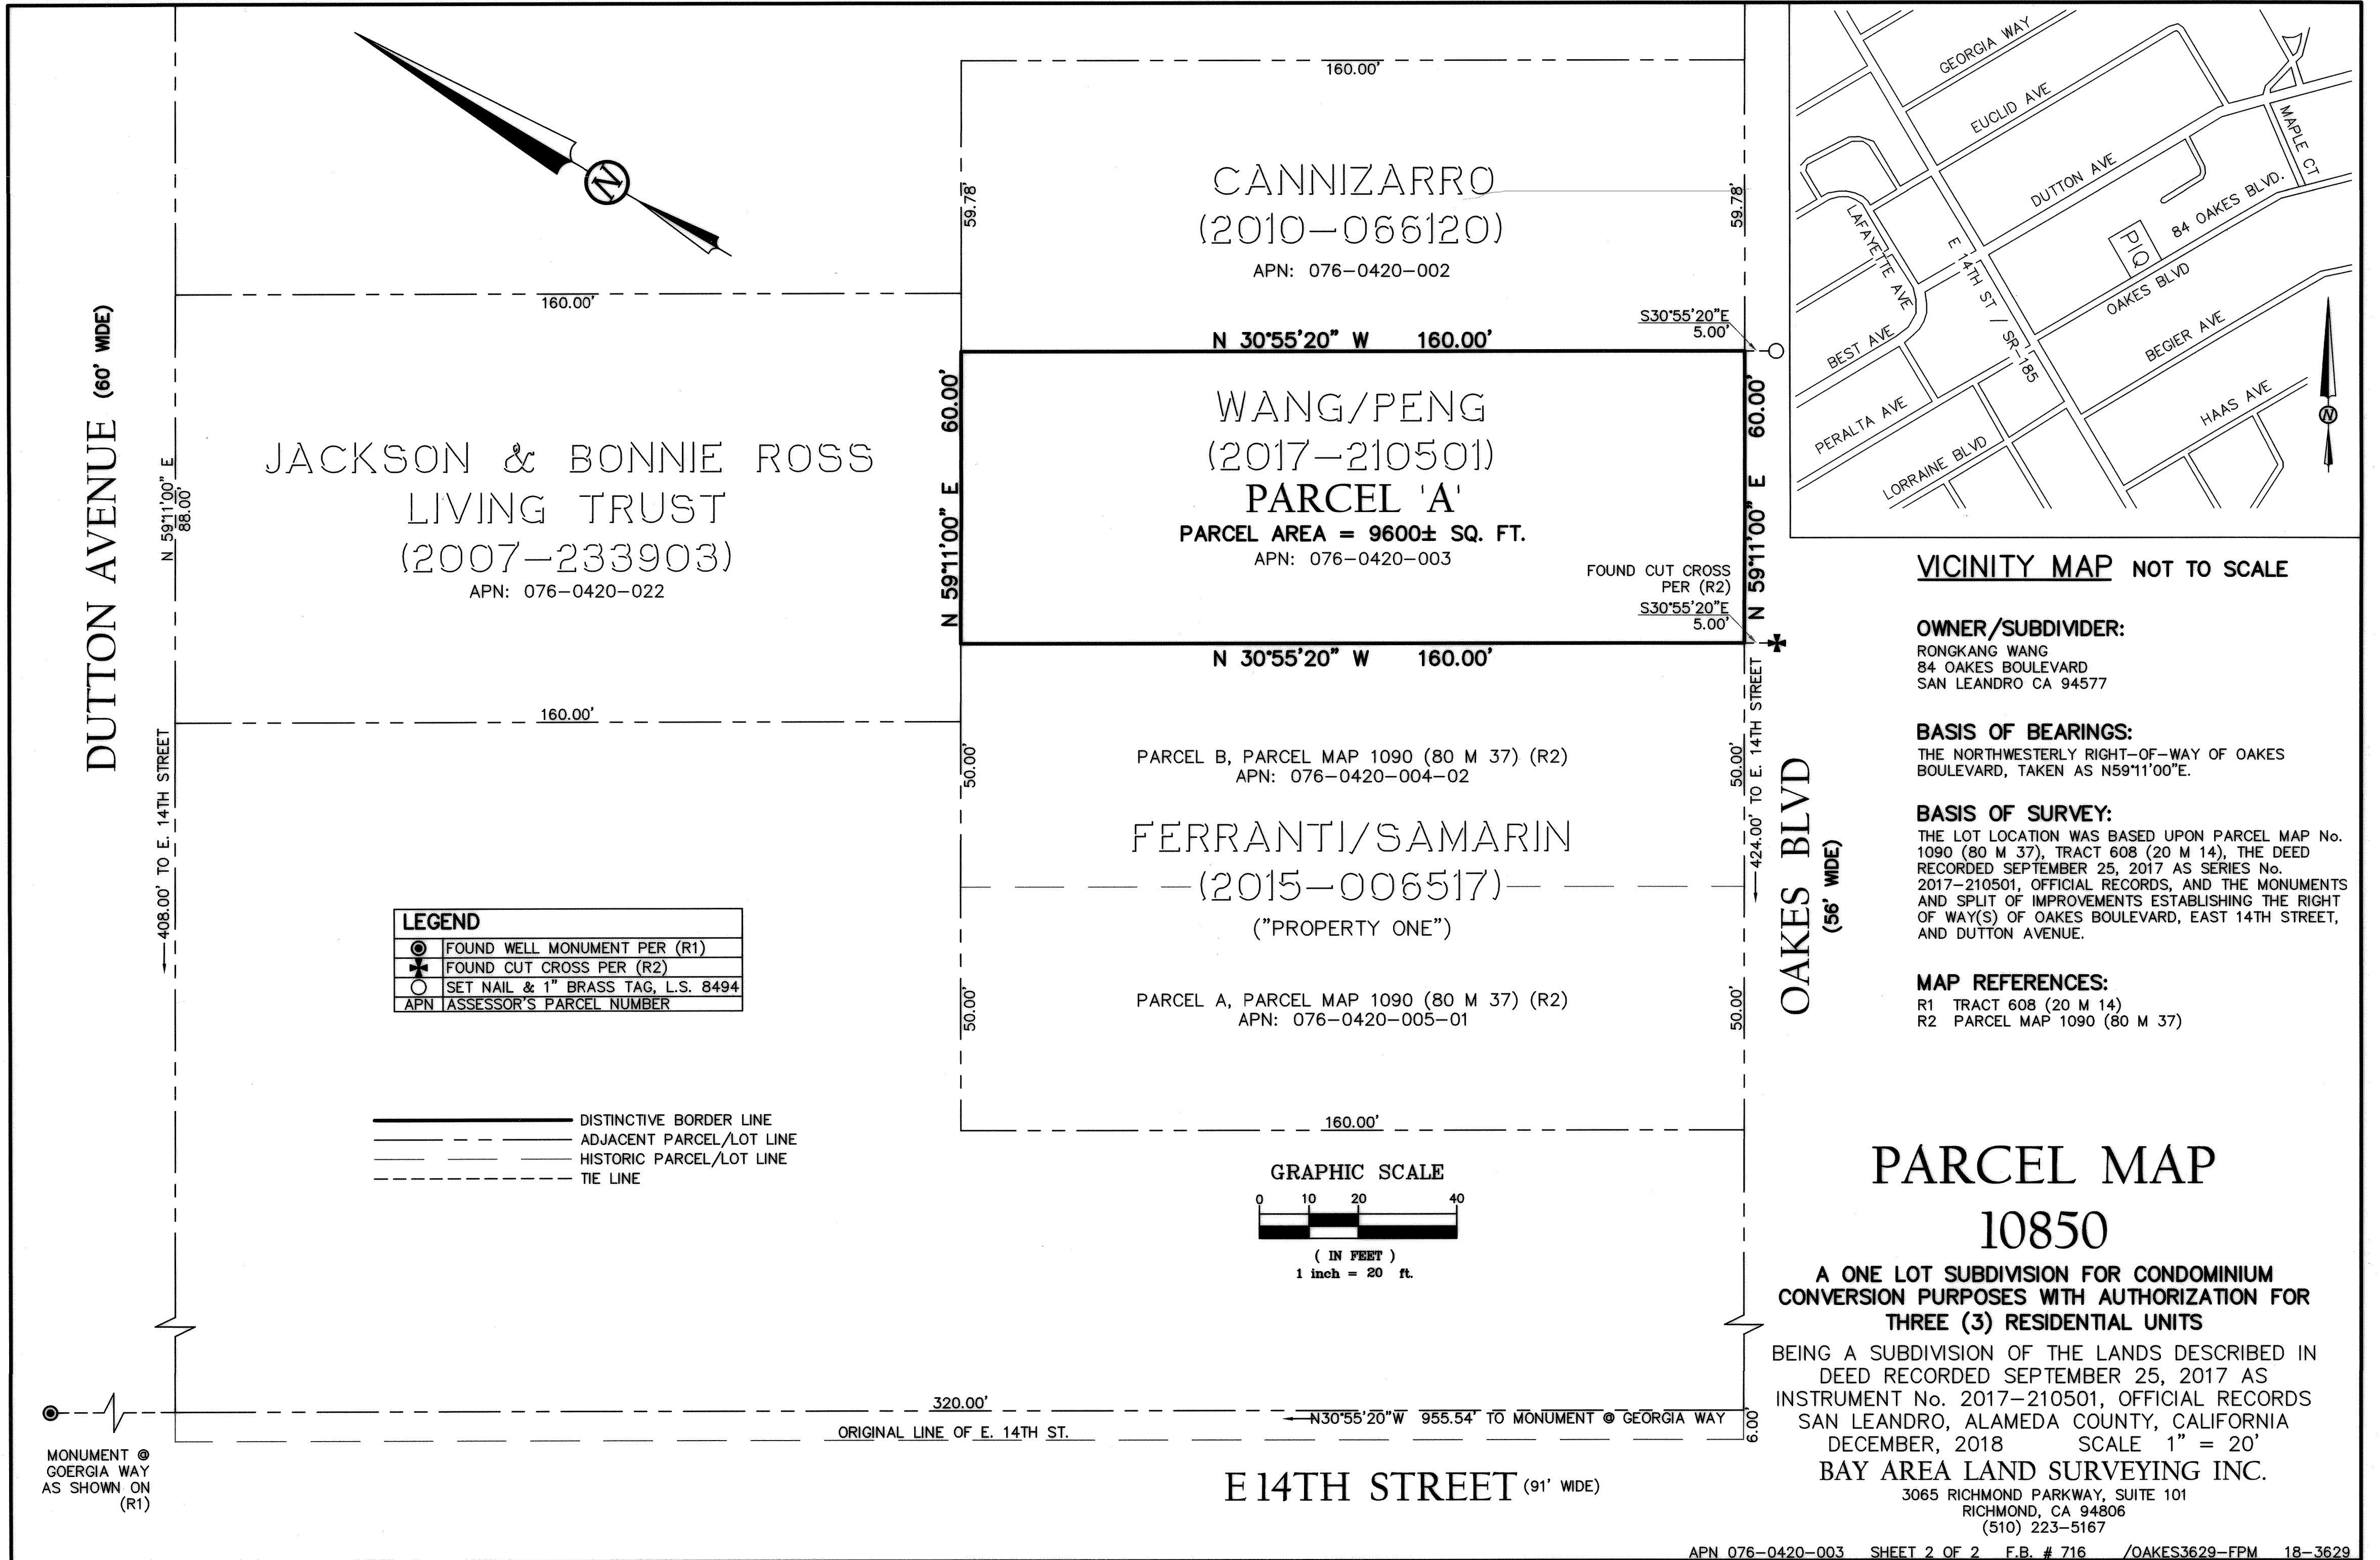 160.00'
59.78'
59.78'
CANNIZARRO
(2010-066120)
APN: 076-0420-002
N
160.00'
S30°55'20"E
5.00'
N 30°55'20" W 160.00'
N 59°11'00" E 60.00'
N 59°11'00" E 60.00'
WANG/PENG
(2017-210501)
PARCEL 'A'
PARCEL AREA = 9600± SQ. FT.
APN: 076-0420-003
FOUND CUT CROSS
PER (R2)
S30°55'20"E
5.00'
N 30°55'20" W 160.00'
DUTTON AVENUE (60' WIDE)
N 59°11'00" E
88.00'
408.00' TO E. 14TH STREET
JACKSON & BONNIE ROSS
LIVING TRUST
(2007-233903)
APN: 076-0420-022
160.00'
50.00'
50.00'
PARCEL B, PARCEL MAP 1090 (80 M 37) (R2)
APN: 076-0420-004-02
FERRANTI/SAMARIN
(2015-006517)
("PROPERTY ONE")
PARCEL A, PARCEL MAP 1090 (80 M 37) (R2)
APN: 076-0420-005-01
50.00'
50.00'
160.00'
424.00' TO E. 14TH STREET
OAKES BLVD
(56' WIDE)
LEGEND
FOUND WELL MONUMENT PER (R1)
FOUND CUT CROSS PER (R2)
SET NAIL & 1" BRASS TAG, L.S. 8494
APN ASSESSOR'S PARCEL NUMBER
DISTINCTIVE BORDER LINE
ADJACENT PARCEL/LOT LINE
HISTORIC PARCEL/LOT LINE
TIE LINE
GRAPHIC SCALE
0 10 20 40
( IN FEET )
1 inch = 20 ft.
320.00'
N30°55'20"W 955.54' TO MONUMENT @ GEORGIA WAY
6.00'
ORIGINAL LINE OF E. 14TH ST.
E 14TH STREET (91' WIDE)
MONUMENT @
GOERGIA WAY
AS SHOWN ON
(R1)
GEORGIA WAY
EUCLID AVE
MAPLE CT
DUTTON AVE
84 OAKES BLVD.
LAFAYETTE AVE
E 14TH ST / SR-185
PIQ
OAKES BLVD
BEST AVE
BEGIER AVE
PERALTA AVE
HAAS AVE
LORRAINE BLVD
N
VICINITY MAP NOT TO SCALE
OWNER/SUBDIVIDER:
RONGKANG WANG
84 OAKES BOULEVARD
SAN LEANDRO CA 94577
BASIS OF BEARINGS:
THE NORTHWESTERLY RIGHT-OF-WAY OF OAKES
BOULEVARD, TAKEN AS N59°11'00"E.
BASIS OF SURVEY:
THE LOT LOCATION WAS BASED UPON PARCEL MAP No.
1090 (80 M 37), TRACT 608 (20 M 14), THE DEED
RECORDED SEPTEMBER 25, 2017 AS SERIES No.
2017-210501, OFFICIAL RECORDS, AND THE MONUMENTS
AND SPLIT OF IMPROVEMENTS ESTABLISHING THE RIGHT
OF WAY(S) OF OAKES BOULEVARD, EAST 14TH STREET,
AND DUTTON AVENUE.
MAP REFERENCES:
R1 TRACT 608 (20 M 14)
R2 PARCEL MAP 1090 (80 M 37)
PARCEL MAP
10850
A ONE LOT SUBDIVISION FOR CONDOMINIUM
CONVERSION PURPOSES WITH AUTHORIZATION FOR
THREE (3) RESIDENTIAL UNITS
BEING A SUBDIVISION OF THE LANDS DESCRIBED IN
DEED RECORDED SEPTEMBER 25, 2017 AS
INSTRUMENT No. 2017-210501, OFFICIAL RECORDS
SAN LEANDRO, ALAMEDA COUNTY, CALIFORNIA
DECEMBER, 2018 SCALE 1" = 20'
BAY AREA LAND SURVEYING INC.
3065 RICHMOND PARKWAY, SUITE 101
RICHMOND, CA 94806
(510) 223-5167
APN 076-0420-003 SHEET 2 OF 2 F.B. # 716 /OAKES3629-FPM 18-3629